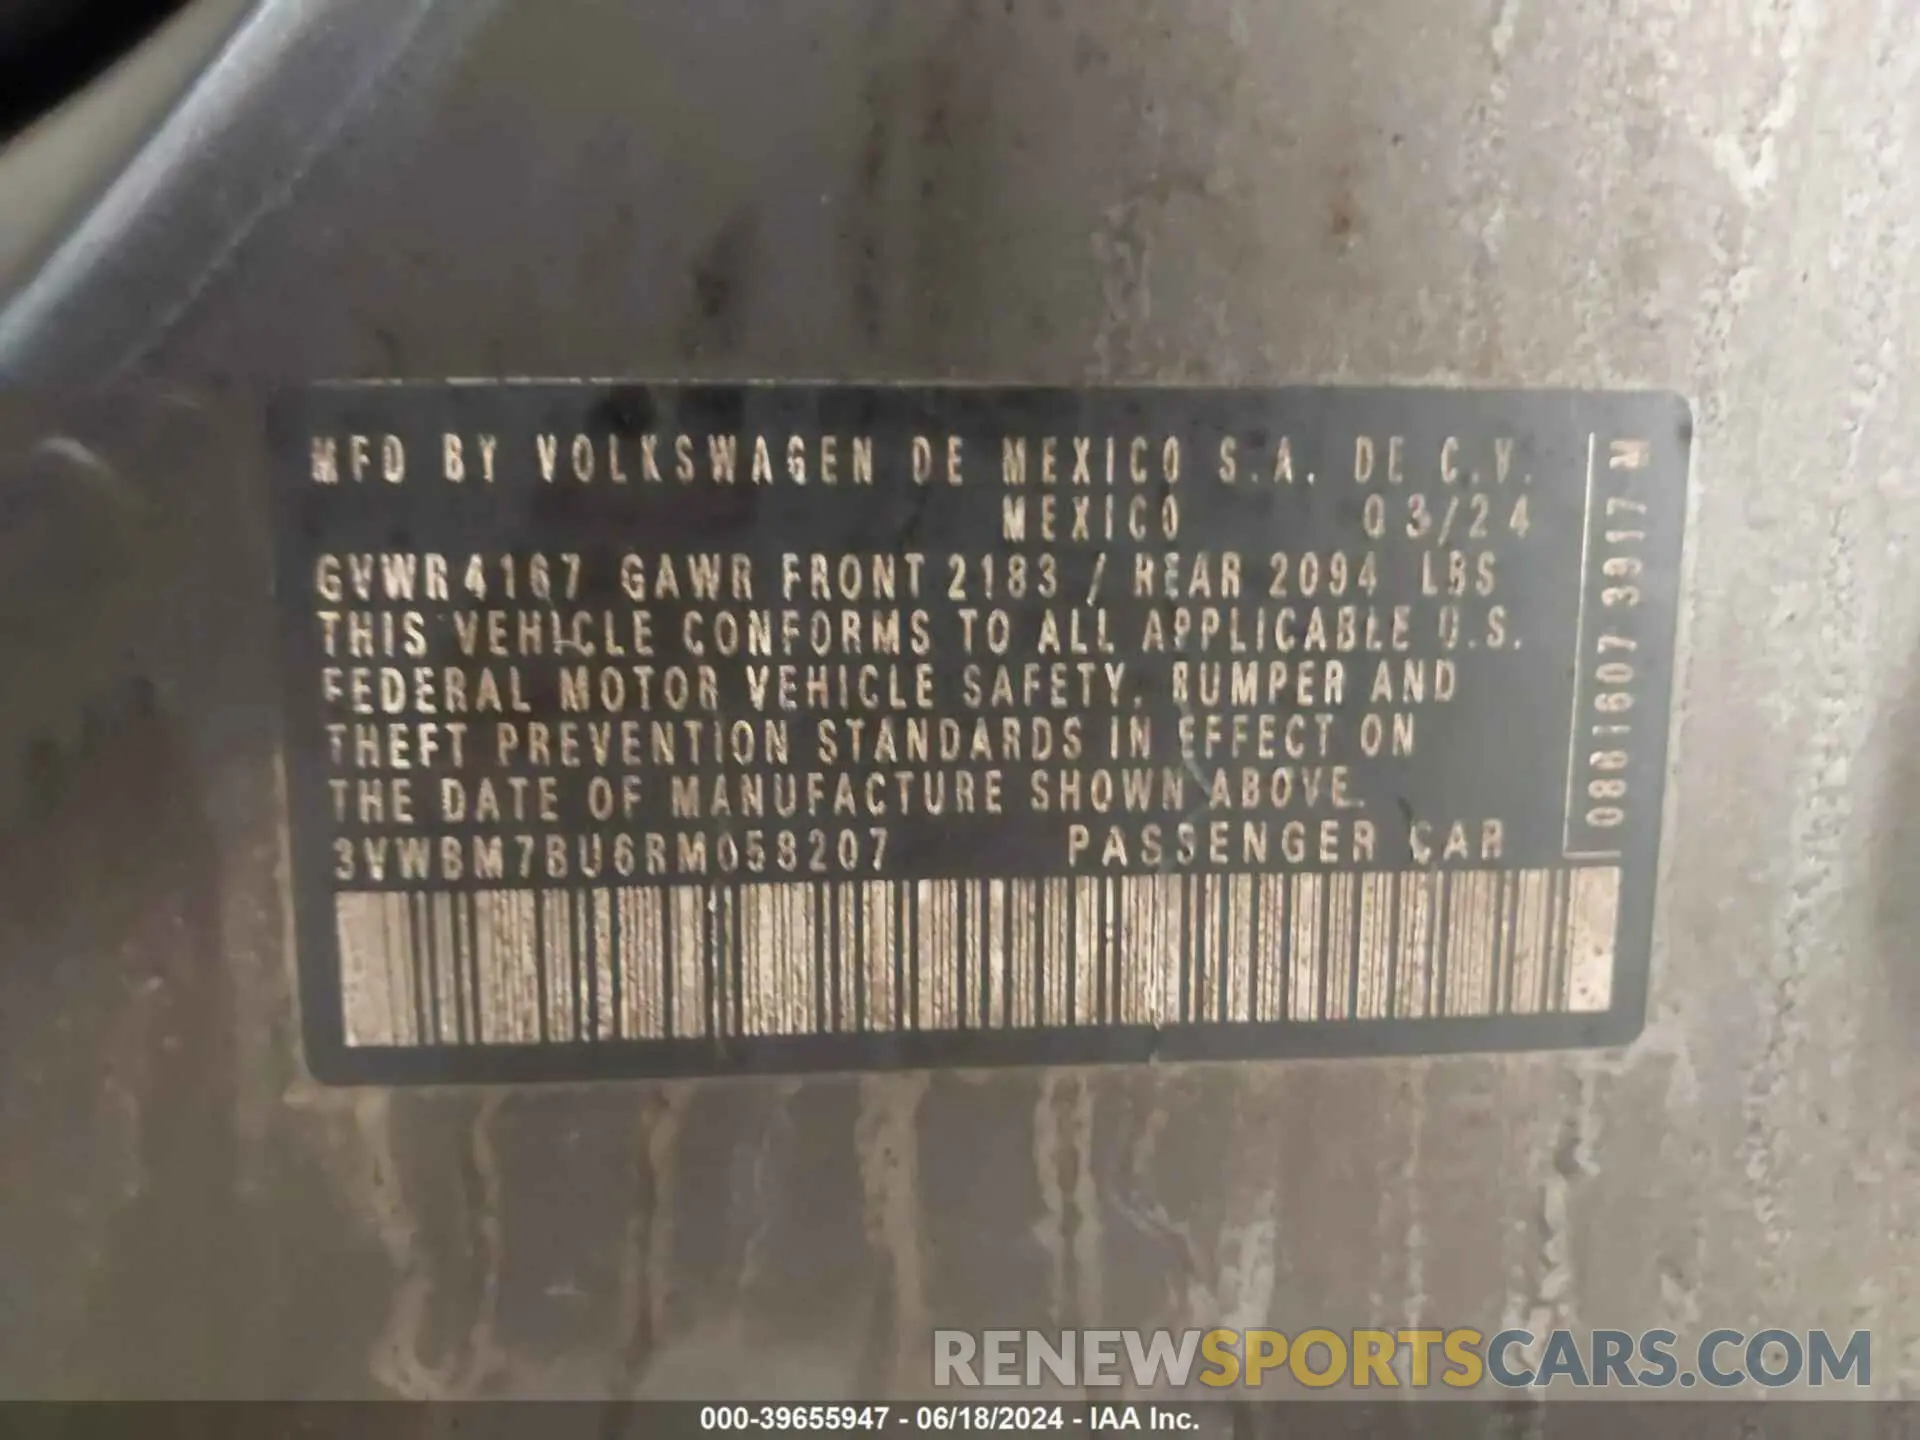 MFD BY VOLKSWAGEN DE MEXICO S.A. DE C.V.
MEXICO 03/24
GVWR 4167 GAWR FRONT 2183 / REAR 2094 LBS
THIS VEHICLE CONFORMS TO ALL APPLICABLE U.S.
FEDERAL MOTOR VEHICLE SAFETY, BUMPER AND
THEFT PREVENTION STANDARDS IN EFFECT ON
THE DATE OF MANUFACTURE SHOWN ABOVE.
3VWBM7BU6RM058207 PASSENGER CAR
0881607 3917 M
RENEWSPORTSCARS.COM
000-39655947 - 06/18/2024 - IAA Inc.